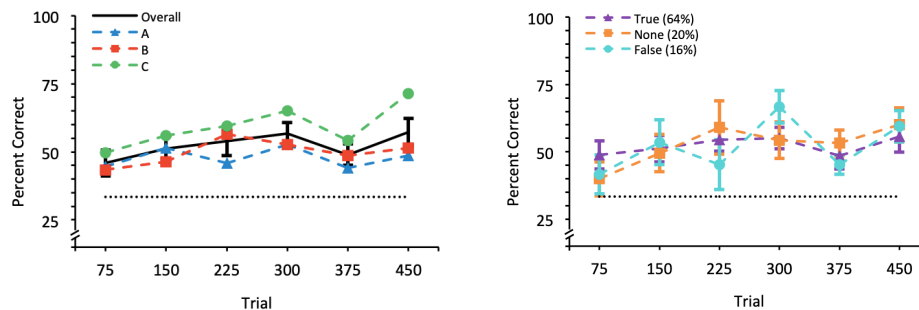 Overall
A
B
C
100
75
50
25
Percent Correct
75 150 225 300 375 450
Trial
True (64%)
None (20%)
False (16%)
100
75
50
25
Percent Correct
75 150 225 300 375 450
Trial